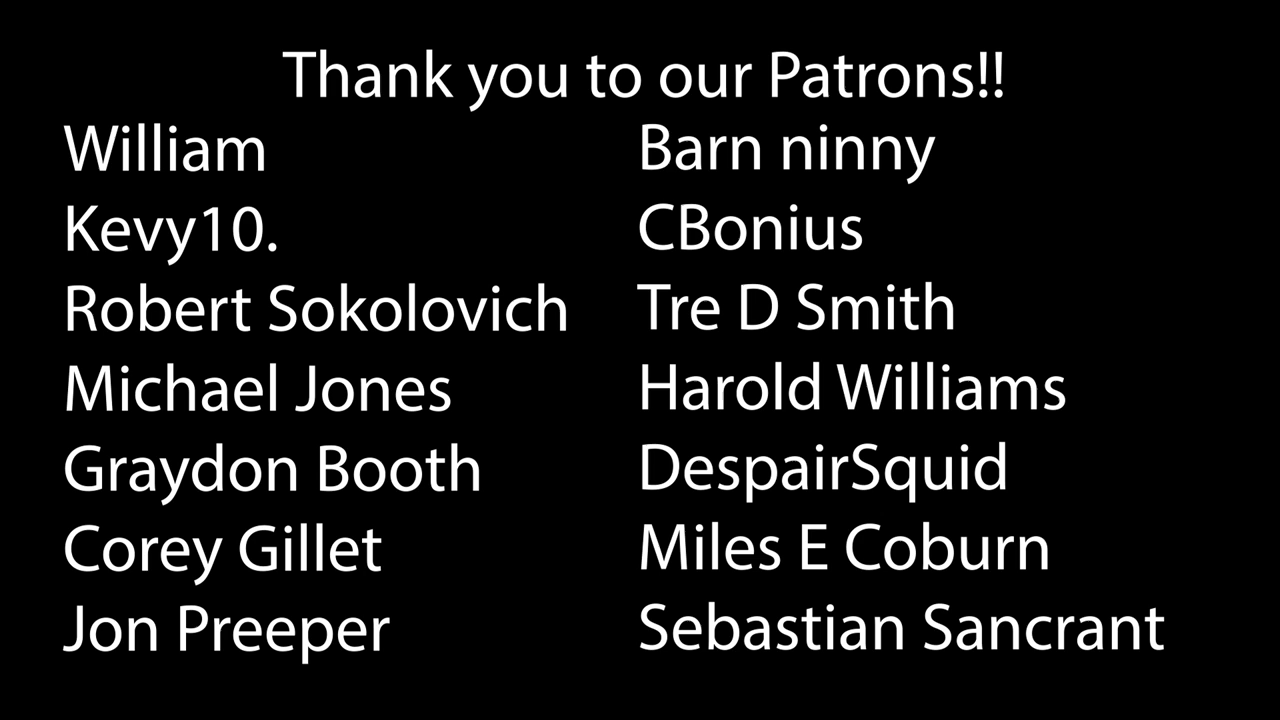 Thank you to our Patrons!!
William
Kevy10.
Robert Sokolovich
Michael Jones
Graydon Booth
Corey Gillet
Jon Preeper
Barn ninny
CBonius
Tre D Smith
Harold Williams
DespairSquid
Miles E Coburn
Sebastian Sancrant